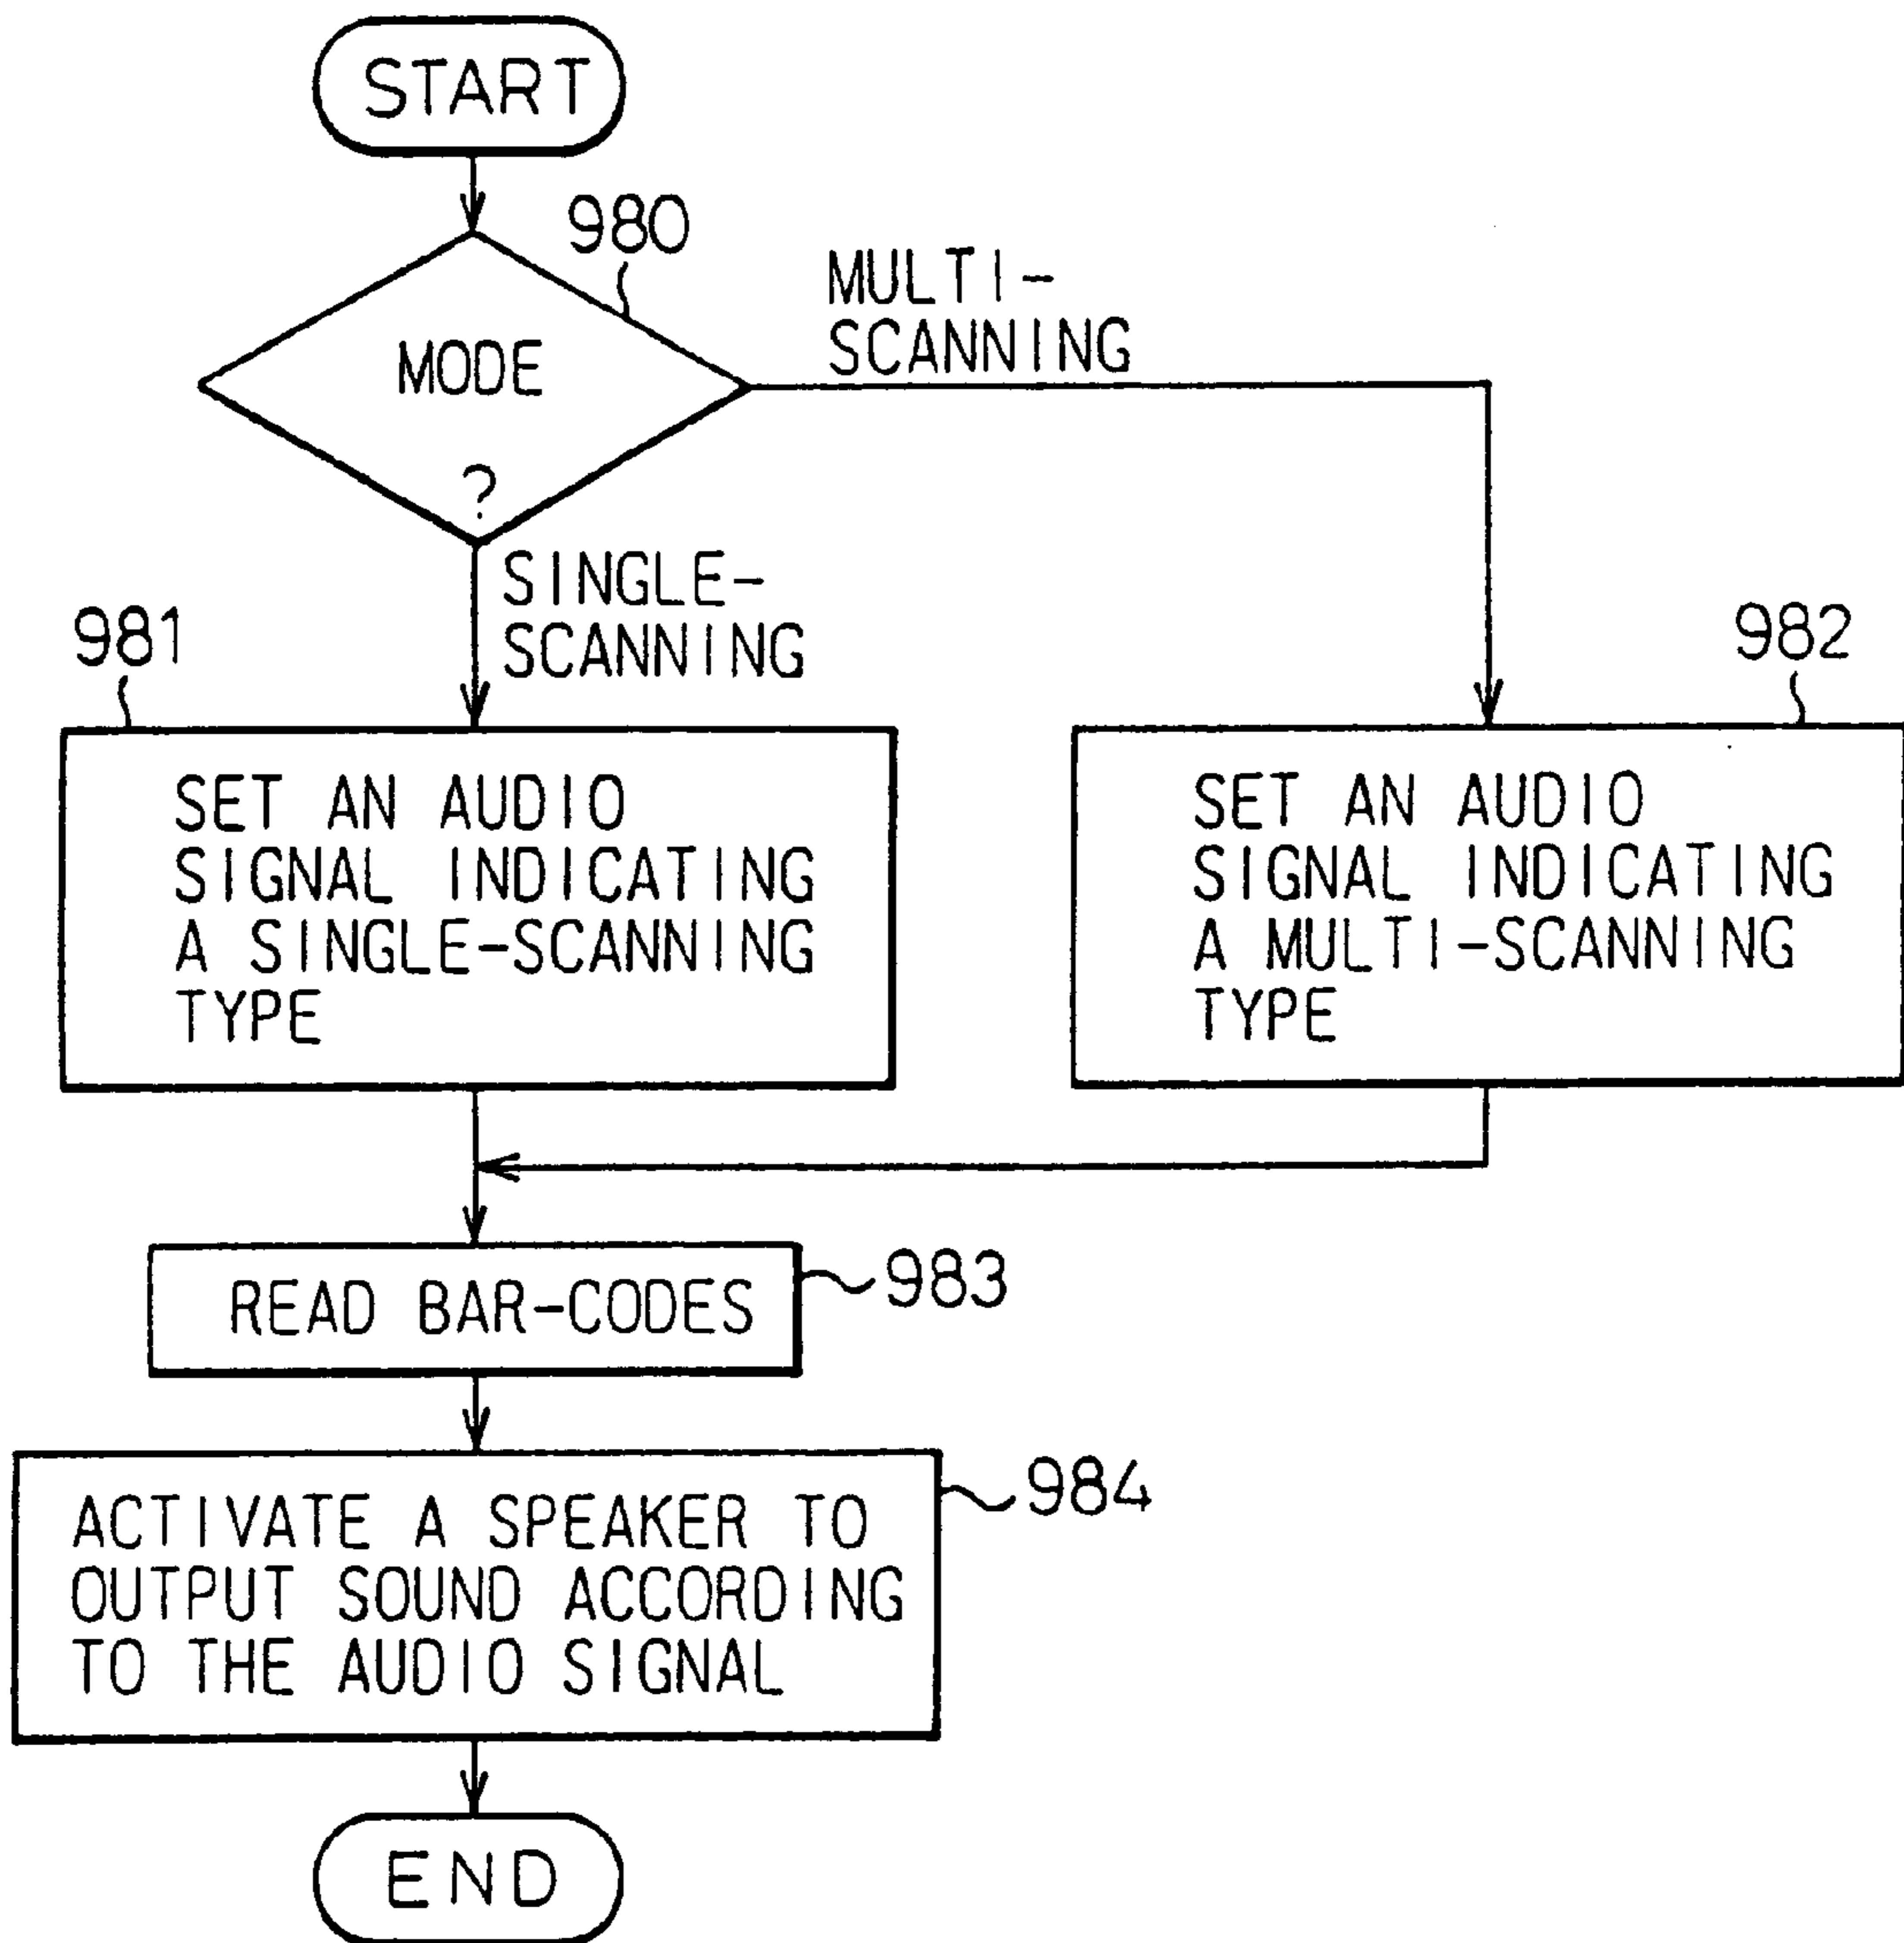 START
980
MODE
?
MULTI-
SCANNING
SINGLE-
SCANNING
981
SET AN AUDIO
SIGNAL INDICATING
A SINGLE-SCANNING
TYPE
982
SET AN AUDIO
SIGNAL INDICATING
A MULTI-SCANNING
TYPE
READ BAR-CODES
983
ACTIVATE A SPEAKER TO
OUTPUT SOUND ACCORDING
TO THE AUDIO SIGNAL
984
END